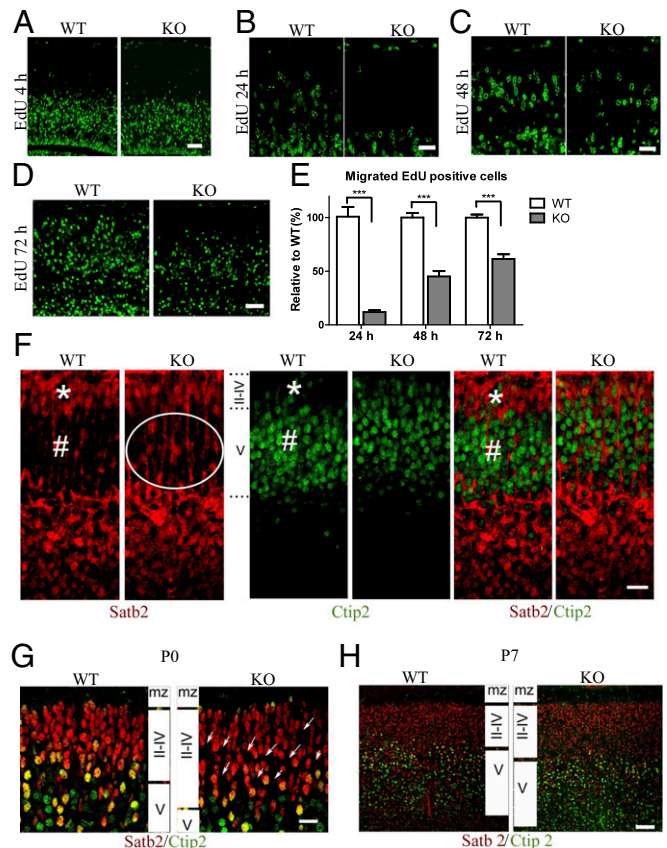 A
WT
KO
EdU 4 h
B
WT
KO
EdU 24 h
C
WT
KO
EdU 48 h
D
WT
KO
EdU 72 h
E
Migrated EdU positive cells
Relative to WT(%)
100
50
0
***
***
***
24 h
48 h
72 h
WT
KO
F
WT
KO
WT
KO
WT
KO
*
#
II-IV
V
*
#
*
#
Satb2
Ctip2
Satb2/Ctip2
G
P0
WT
KO
mz
mz
II-IV
II-IV
V
V
Satb2/Ctip2
H
P7
WT
KO
mz
mz
II-IV
II-IV
V
V
Satb 2/ Ctip 2